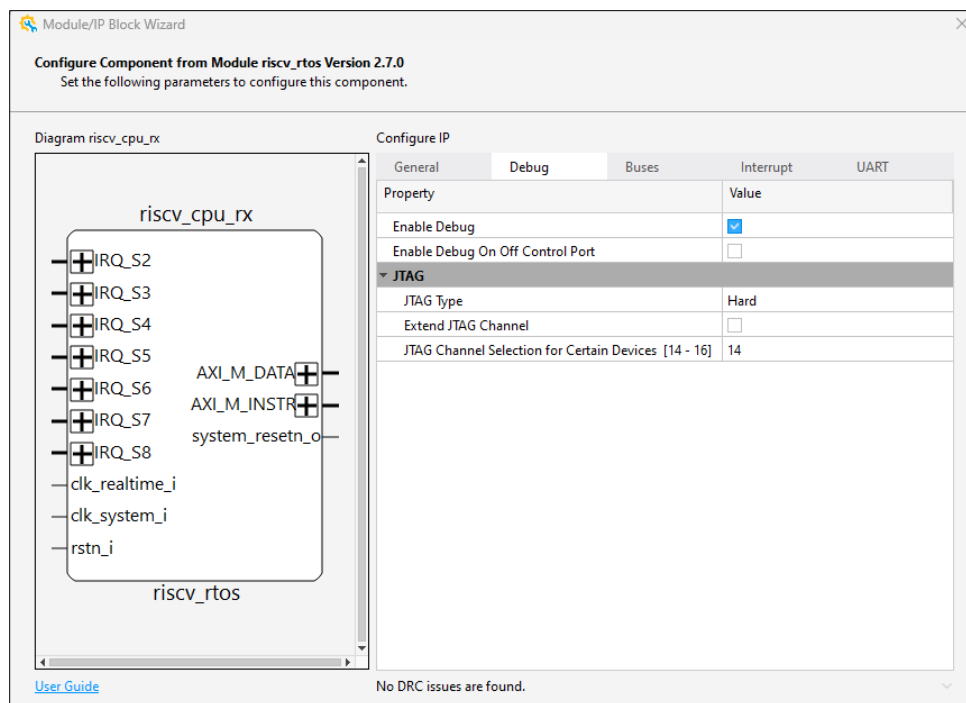 Module/IP Block Wizard
Configure Component from Module riscv_rtos Version 2.7.0
Set the following parameters to configure this component.
Diagram riscv_cpu_rx
riscv_cpu_rx
IRQ_S2
IRQ_S3
IRQ_S4
IRQ_S5
IRQ_S6
IRQ_S7
IRQ_S8
clk_realtime_i
clk_system_i
rstn_i
AXI_M_DATA
AXI_M_INSTR
system_resetn_o
riscv_rtos
User Guide
Configure IP
General Debug Buses Interrupt UART
Property Value
Enable Debug
Enable Debug On Off Control Port
JTAG
JTAG Type Hard
Extend JTAG Channel
JTAG Channel Selection for Certain Devices [14 - 16] 14
No DRC issues are found.